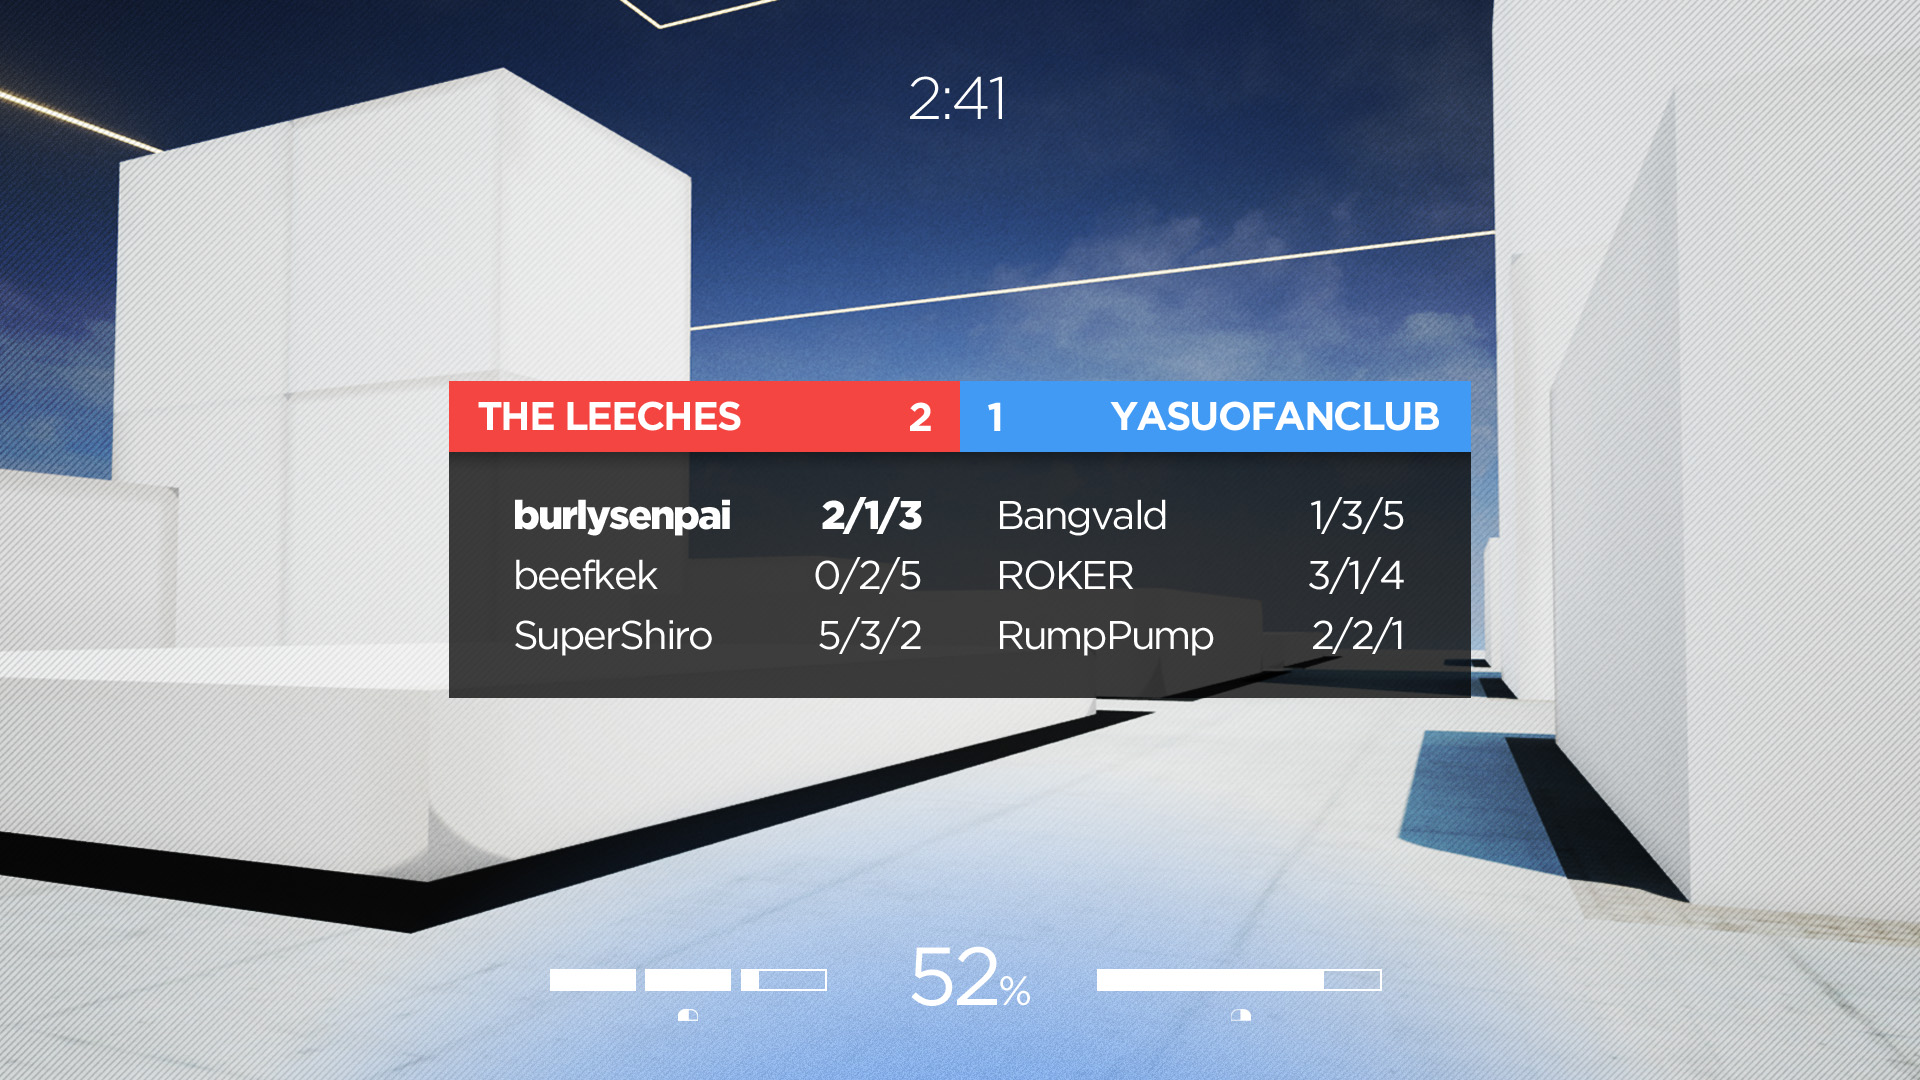 2:41
THE LEECHES 2 1 YASUOFANCLUB
burlysenpai 2/1/3 Bangvald 1/3/5
beefkek 0/2/5 ROKER 3/1/4
SuperShiro 5/3/2 RumpPump 2/2/1
52%